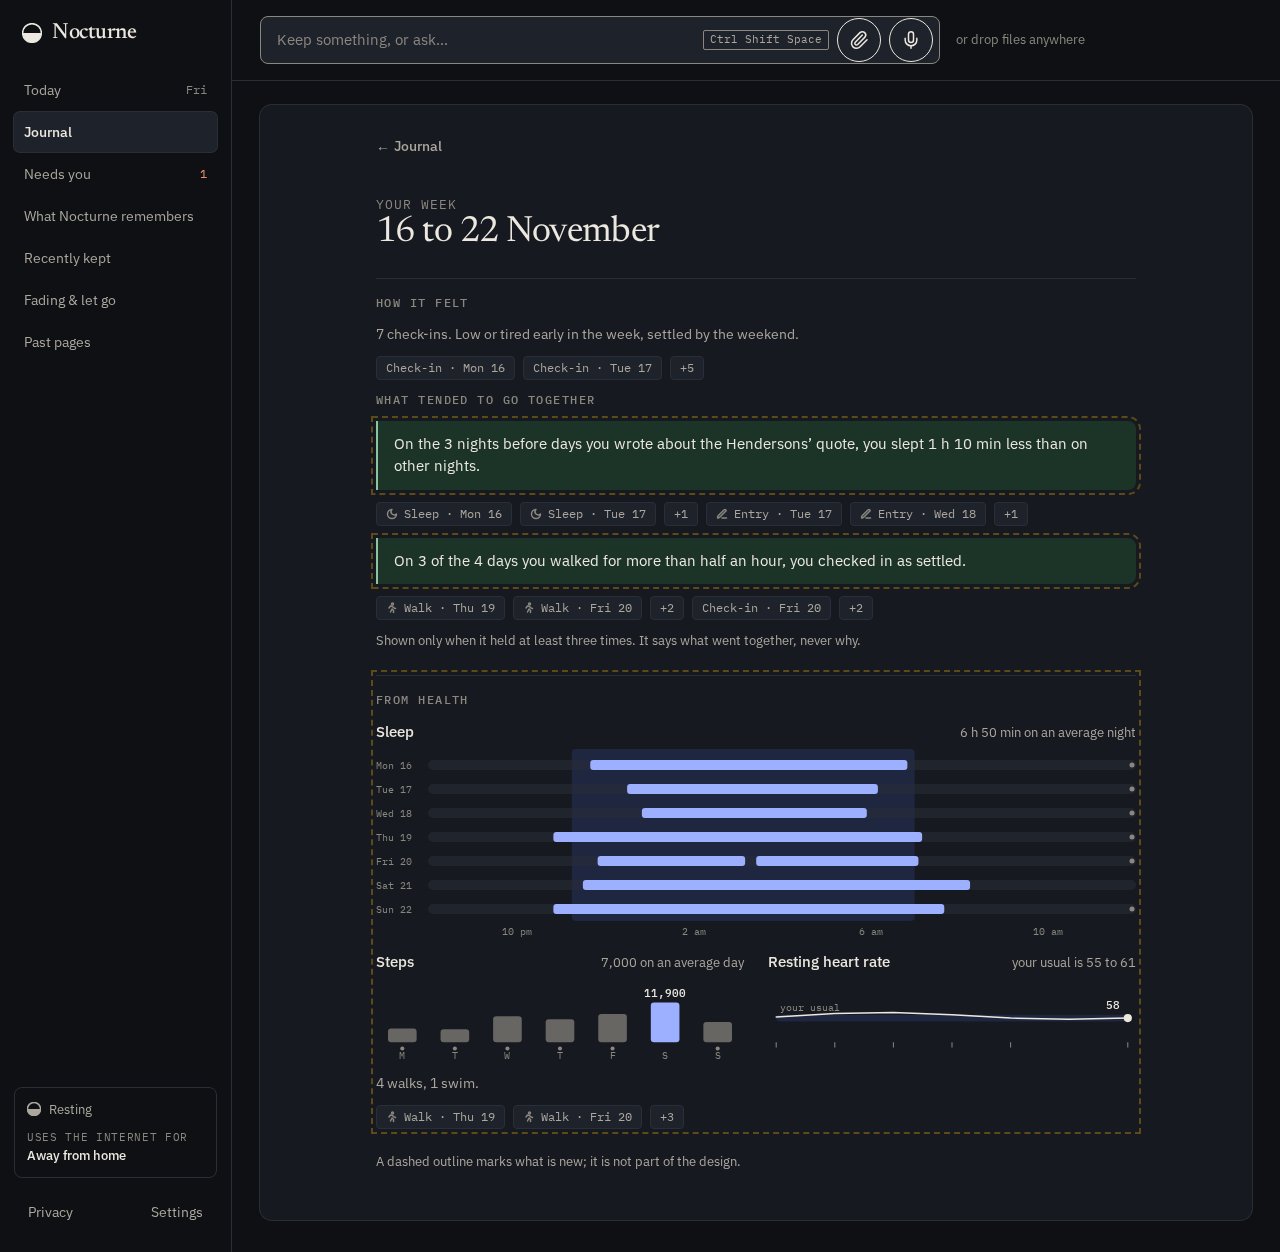 Nocturne
Today Fri
Journal
Needs you 1
What Nocturne remembers
Recently kept
Fading & let go
Past pages
Resting
USES THE INTERNET FOR
Away from home
Privacy Settings
Keep something, or ask... Ctrl Shift Space or drop files anywhere
← Journal
YOUR WEEK
16 to 22 November
HOW IT FELT
7 check-ins. Low or tired early in the week, settled by the weekend.
Check-in · Mon 16 Check-in · Tue 17 +5
WHAT TENDED TO GO TOGETHER
On the 3 nights before days you wrote about the Hendersons’ quote, you slept 1 h 10 min less than on
other nights.
Sleep · Mon 16 Sleep · Tue 17 +1 Entry · Tue 17 Entry · Wed 18 +1
On 3 of the 4 days you walked for more than half an hour, you checked in as settled.
Walk · Thu 19 Walk · Fri 20 +2 Check-in · Fri 20 +2
Shown only when it held at least three times. It says what went together, never why.
FROM HEALTH
Sleep 6 h 50 min on an average night
Mon 16
Tue 17
Wed 18
Thu 19
Fri 20
Sat 21
Sun 22
10 pm 2 am 6 am 10 am
Steps 7,000 on an average day
11,900
M T W T F S S
Resting heart rate your usual is 55 to 61
your usual 58
4 walks, 1 swim.
Walk · Thu 19 Walk · Fri 20 +3
A dashed outline marks what is new; it is not part of the design.